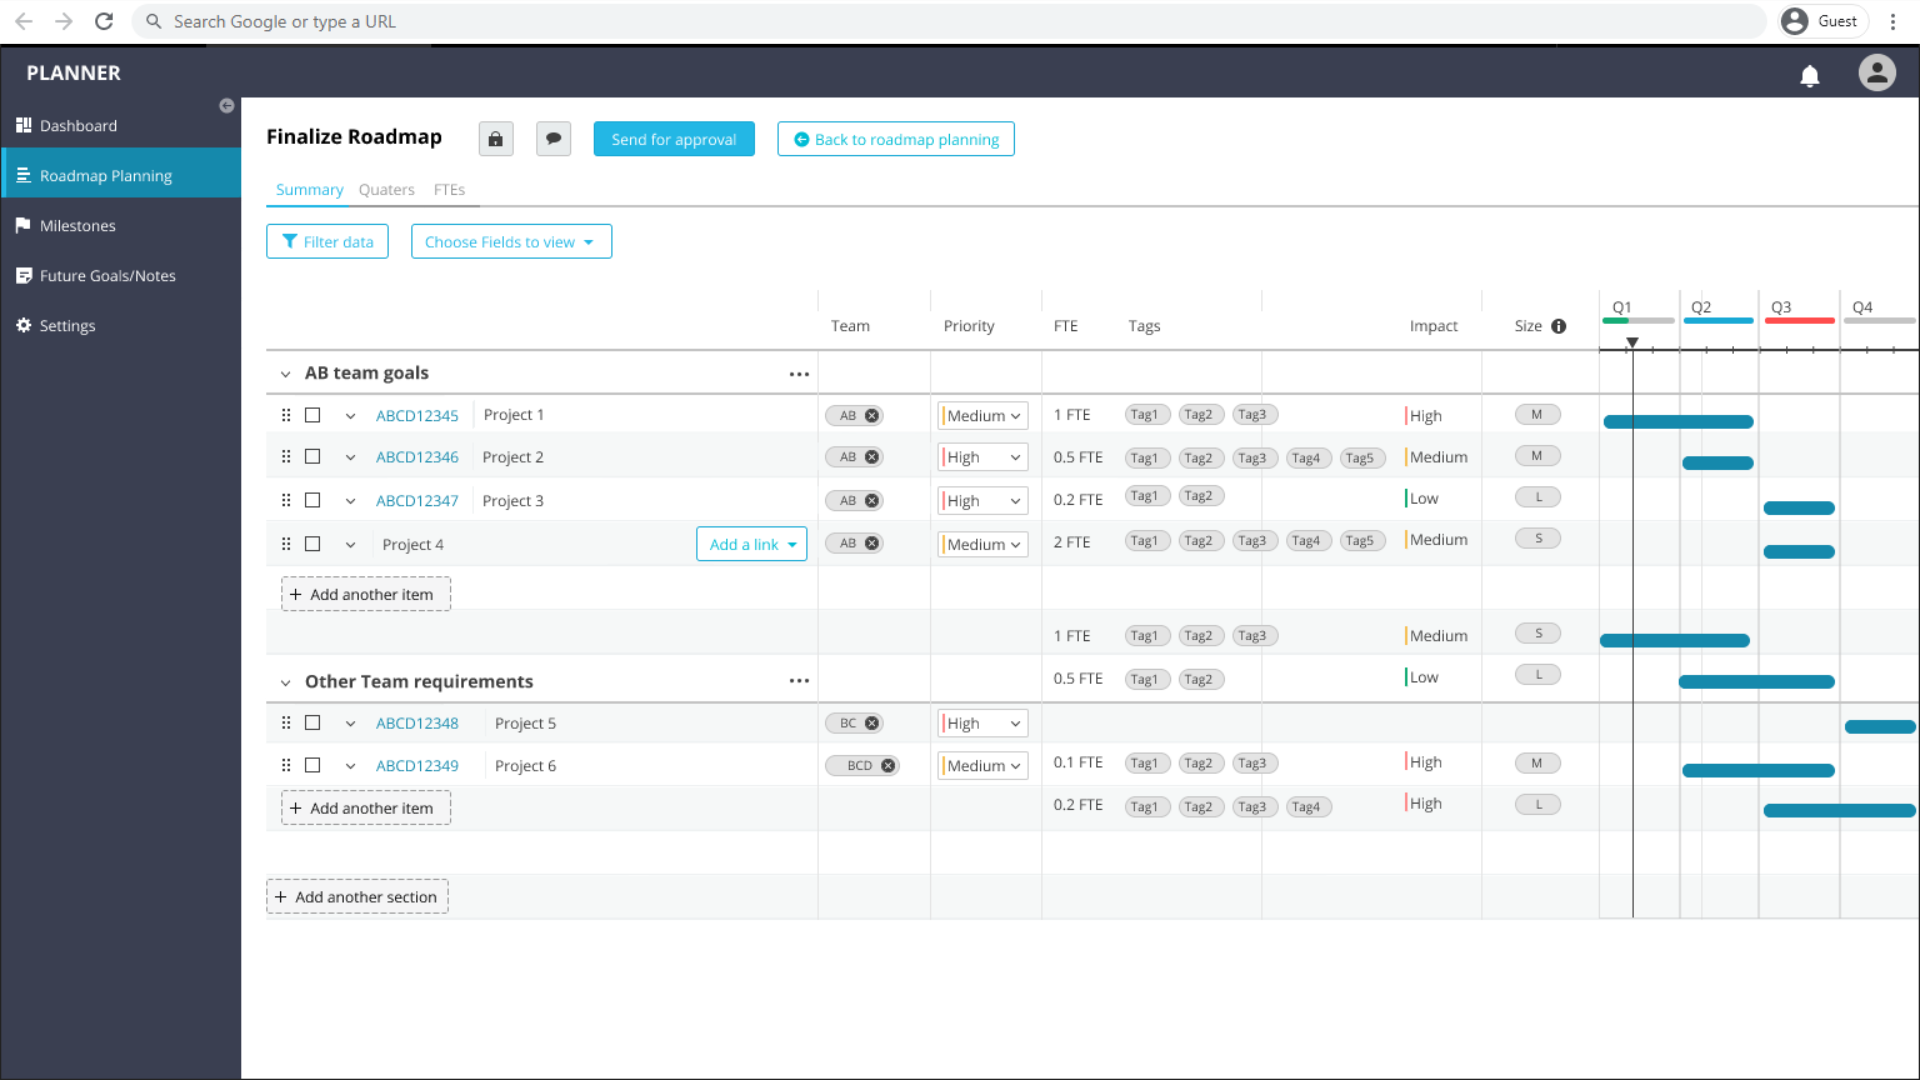 Search Google or type a URL
Guest
PLANNER
Dashboard
Roadmap Planning
Milestones
Future Goals/Notes
Settings
Finalize Roadmap
Send for approval
Back to roadmap planning
Summary Quaters FTEs
Filter data
Choose Fields to view
Q1 Q2 Q3 Q4
Team Priority FTE Tags Impact Size
AB team goals
ABCD12345 Project 1 AB Medium 1 FTE Tag1 Tag2 Tag3 High M
ABCD12346 Project 2 AB High 0.5 FTE Tag1 Tag2 Tag3 Tag4 Tag5 Medium M
ABCD12347 Project 3 AB High 0.2 FTE Tag1 Tag2 Low L
Project 4 Add a link AB Medium 2 FTE Tag1 Tag2 Tag3 Tag4 Tag5 Medium S
+ Add another item
1 FTE Tag1 Tag2 Tag3 Medium S
Other Team requirements 0.5 FTE Tag1 Tag2 Low L
ABCD12348 Project 5 BC High
ABCD12349 Project 6 BCD Medium 0.1 FTE Tag1 Tag2 Tag3 High M
+ Add another item 0.2 FTE Tag1 Tag2 Tag3 Tag4 High L
+ Add another section